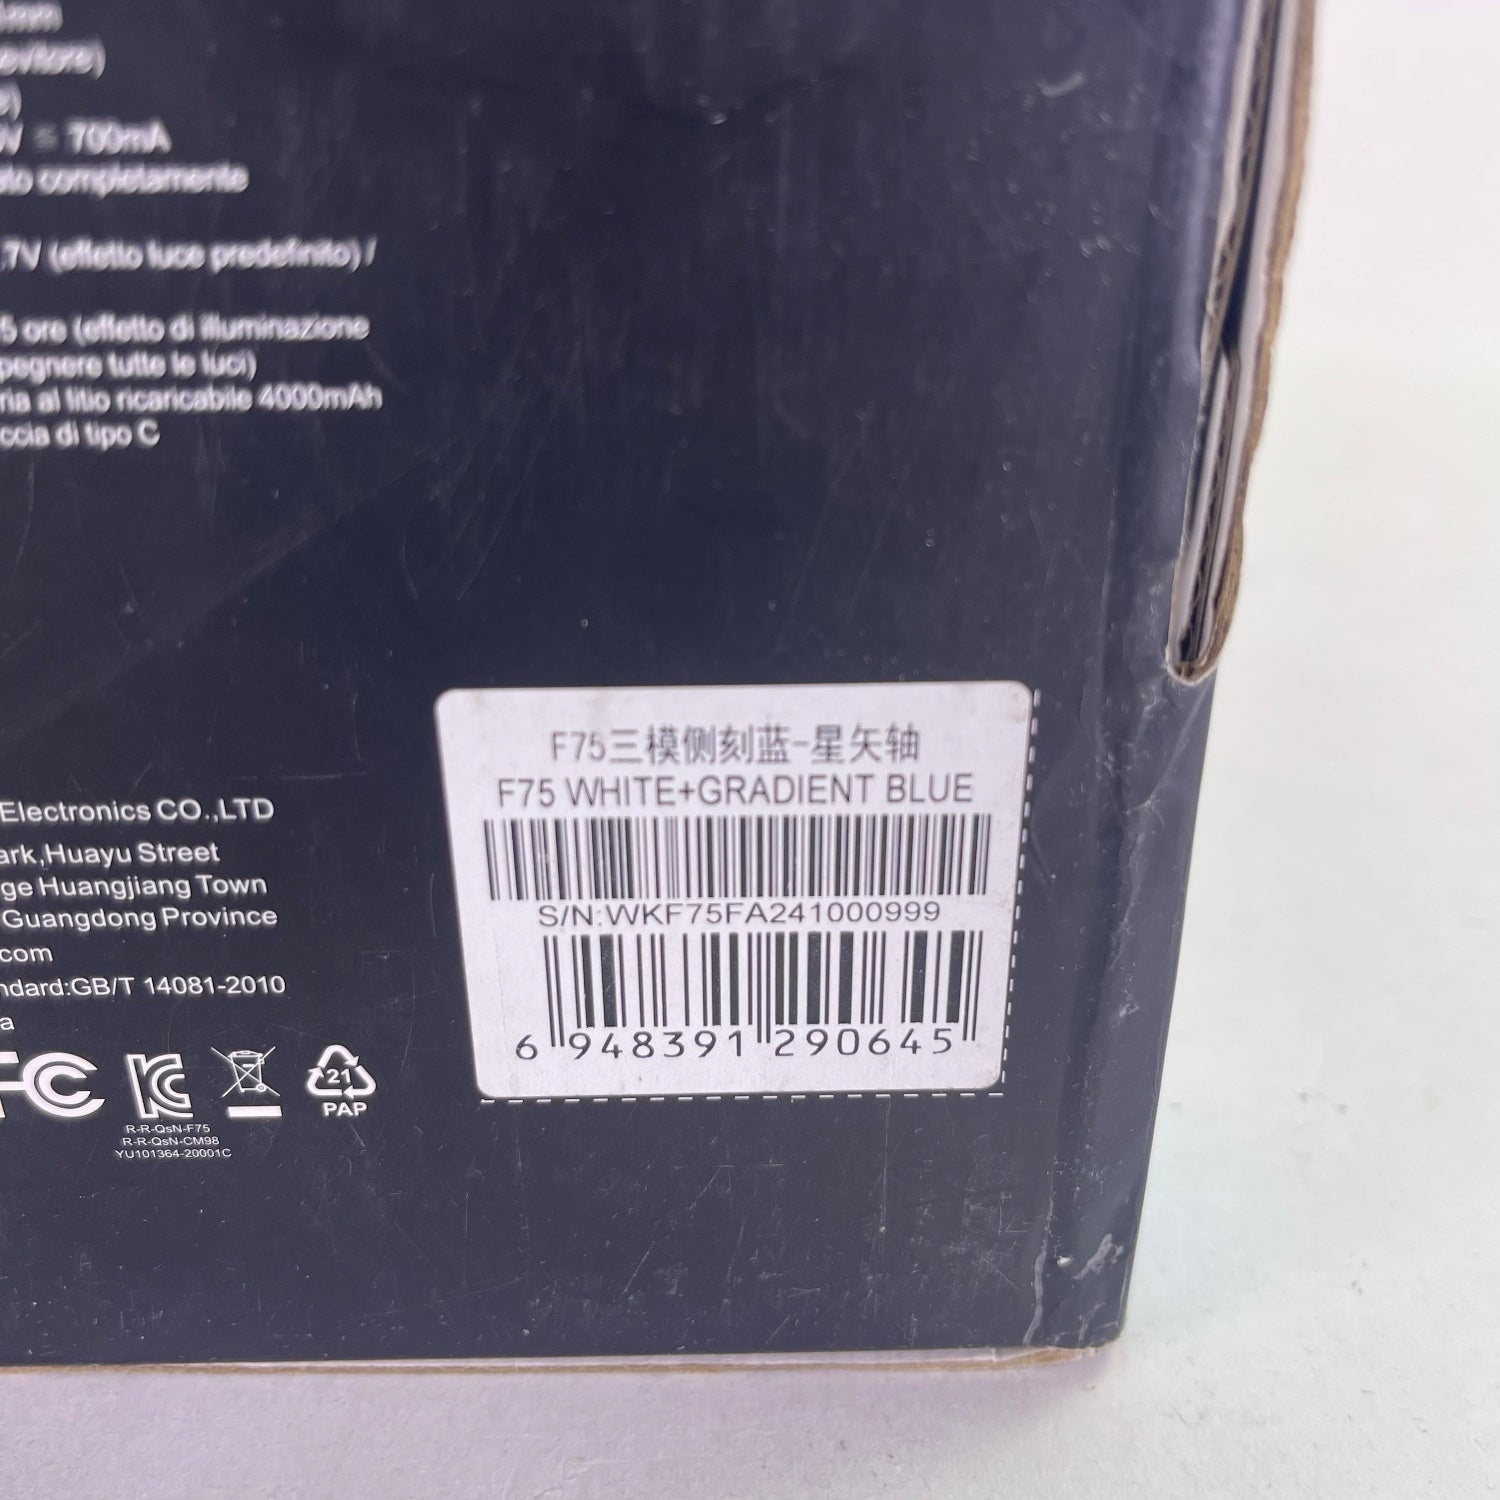 700mA
completamente
.7V (effetto luce predefinito) /
5 ore (effetto di illuminazione
pegnere tutte le luci)
ria al litio ricaricabile 4000mAh
ccia di tipo C
F75三模侧刻蓝-星矢轴
F75 WHITE+GRADIENT BLUE
S/N:WKF75FA241000999
6 948391 290645
Electronics CO.,LTD
ark,Huayu Street
ge Huangjiang Town
Guangdong Province
com
ndard:GB/T 14081-2010
a
FC
21
PAP
R-R-QsN-F75
R-R-QsN-CM98
YU101364-20001C